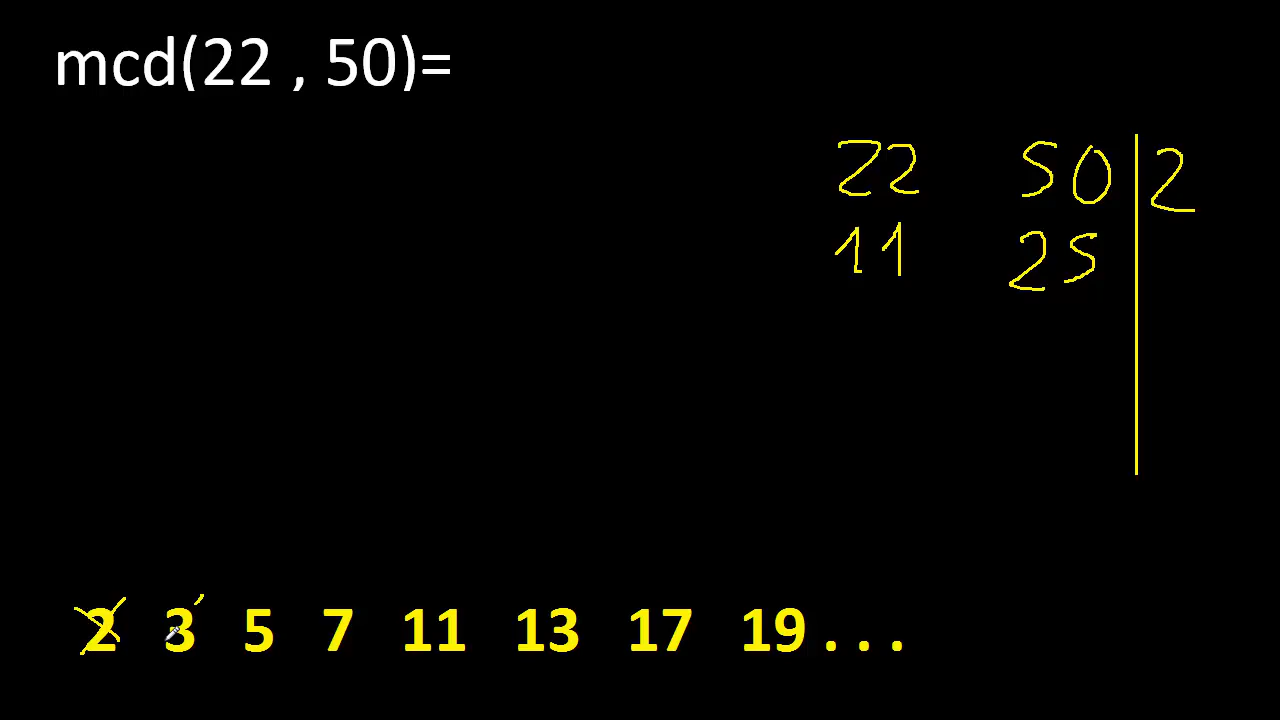 mcd(22 , 50)=
22 50 2
11 25
2 3 5 7 11 13 17 19 . . .